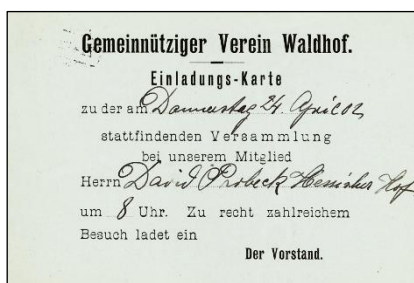 Gemeinnütziger Verein Waldhof.
Einladungs-Karte
zu der am Donnerstag 24. April 02
stattfindenden Versammlung
bei unserem Mitglied
Herrn David Probeck Hessischer Hof
um 8 Uhr. Zu recht zahlreichem
Besuch ladet ein
Der Vorstand.